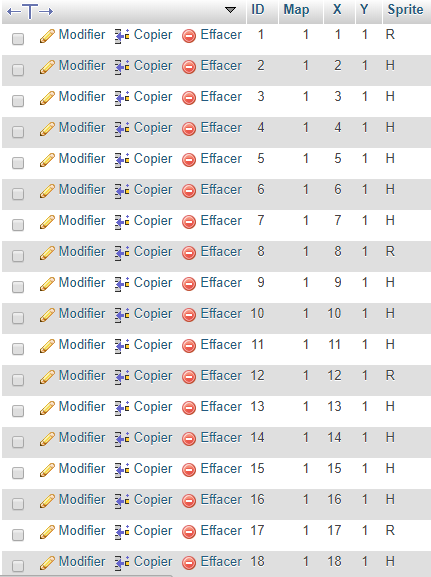 ID Map X Y Sprite
Modifier Copier Effacer 1 1 1 1 R
Modifier Copier Effacer 2 1 2 1 H
Modifier Copier Effacer 3 1 3 1 H
Modifier Copier Effacer 4 1 4 1 H
Modifier Copier Effacer 5 1 5 1 H
Modifier Copier Effacer 6 1 6 1 H
Modifier Copier Effacer 7 1 7 1 H
Modifier Copier Effacer 8 1 8 1 R
Modifier Copier Effacer 9 1 9 1 H
Modifier Copier Effacer 10 1 10 1 H
Modifier Copier Effacer 11 1 11 1 H
Modifier Copier Effacer 12 1 12 1 R
Modifier Copier Effacer 13 1 13 1 H
Modifier Copier Effacer 14 1 14 1 H
Modifier Copier Effacer 15 1 15 1 H
Modifier Copier Effacer 16 1 16 1 H
Modifier Copier Effacer 17 1 17 1 R
Modifier Copier Effacer 18 1 18 1 H